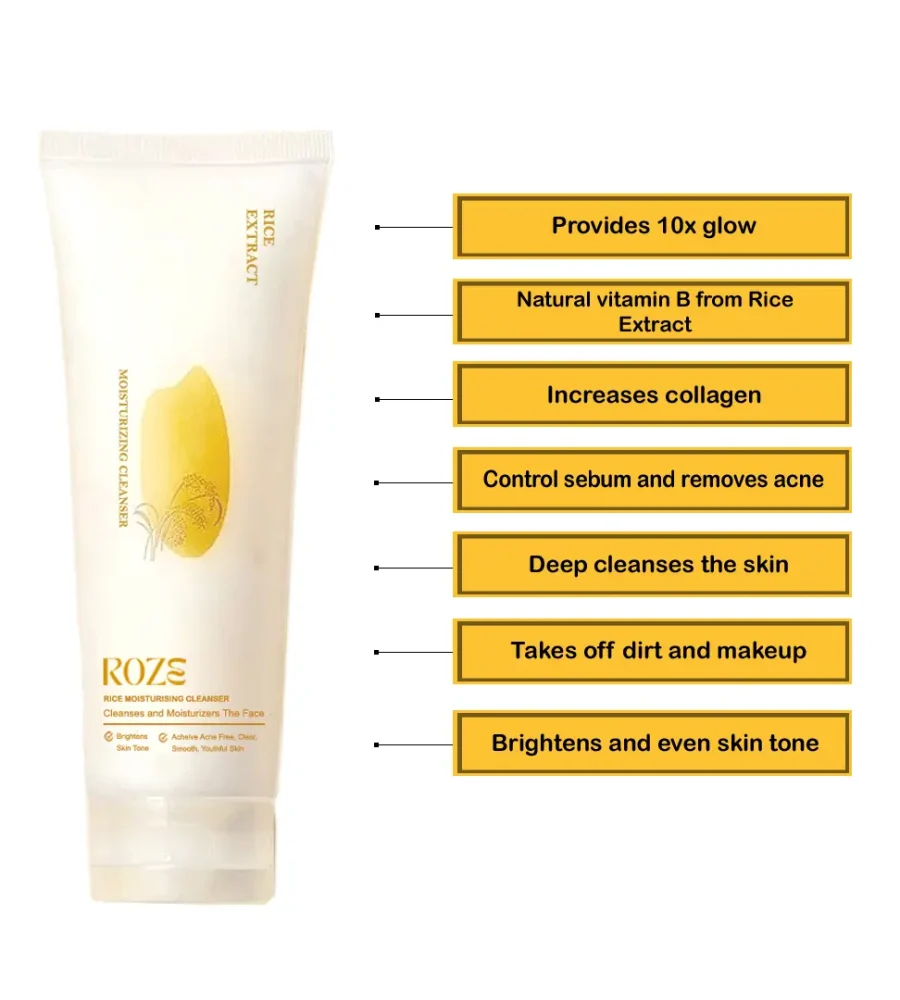 RICE
EXTRACT
MOISTURIZING CLEANSER
ROZE
RICE MOISTURISING CLEANSER
Cleanses and Moisturizers The Face
Brightens
Skin Tone
Acheive Acne Free, Clear,
Smooth, Youthful Skin
Provides 10x glow
Natural vitamin B from Rice
Extract
Increases collagen
Control sebum and removes acne
Deep cleanses the skin
Takes off dirt and makeup
Brightens and even skin tone